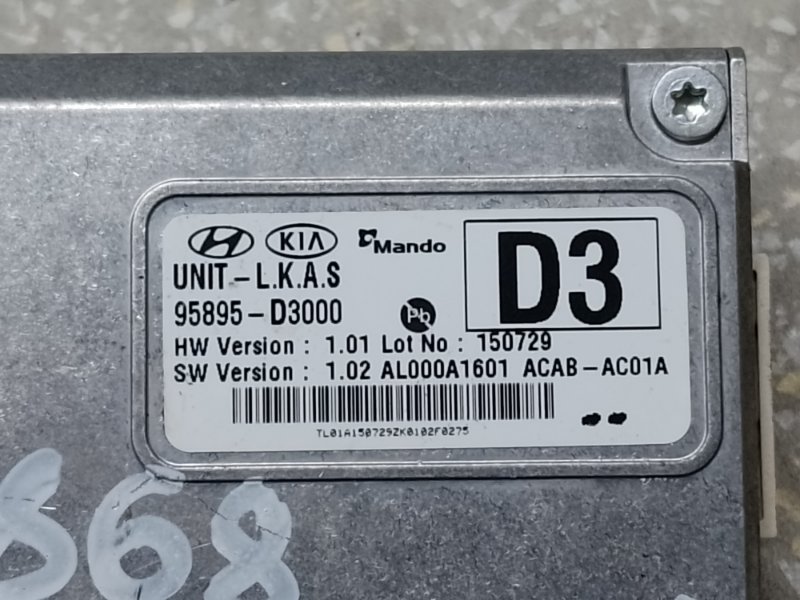 H KIA Mando
D3
UNIT-L.K.A.S
95895-D3000 Pb
HW Version : 1.01 Lot No : 150729
SW Version : 1.02 AL000A1601 ACAB-AC01A
TL01A150729ZK0102F0275
868